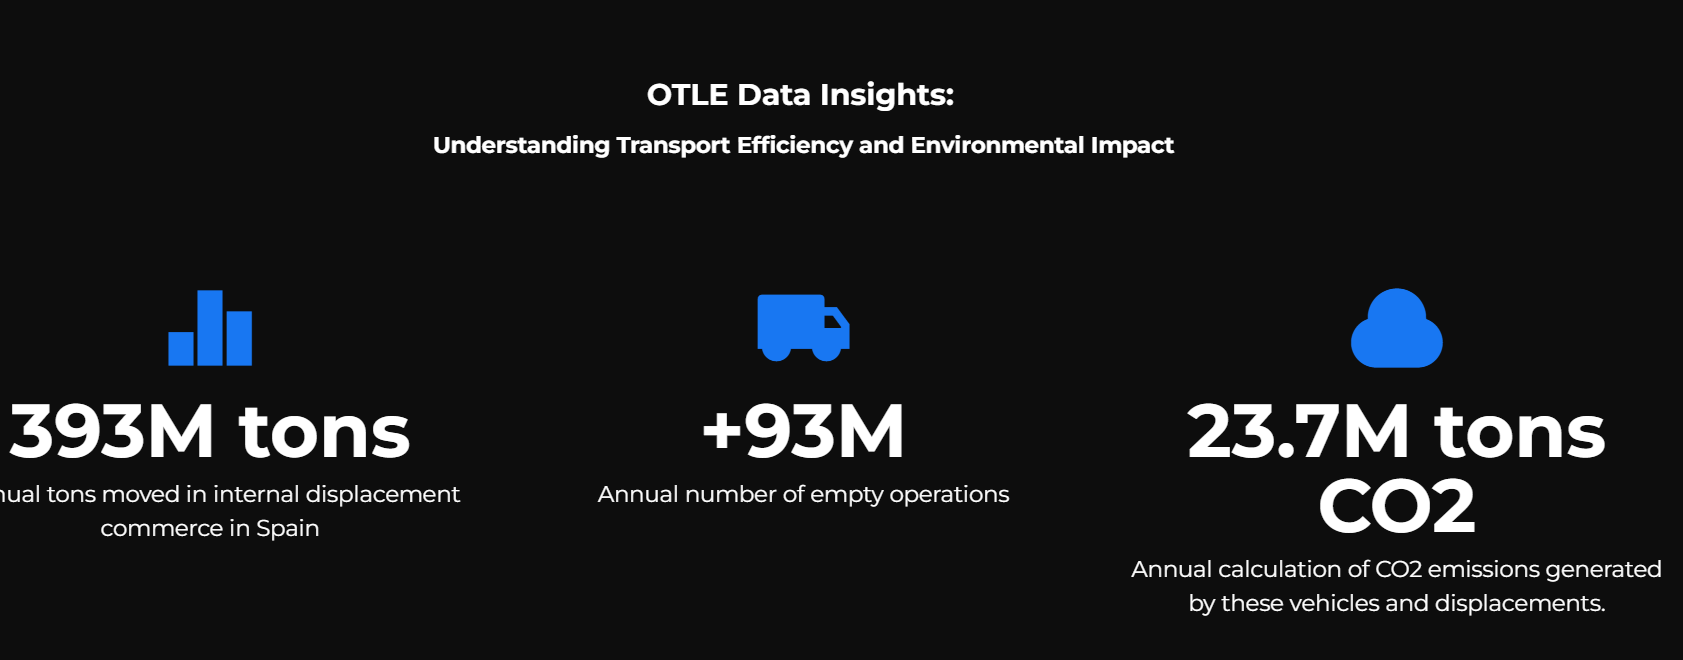 OTLE Data Insights:
Understanding Transport Efficiency and Environmental Impact
393M tons
tons moved in internal displacement
commerce in Spain
+93M
Annual number of empty operations
23.7M tons
CO2
Annual calculation of CO2 emissions generated
by these vehicles and displacements.